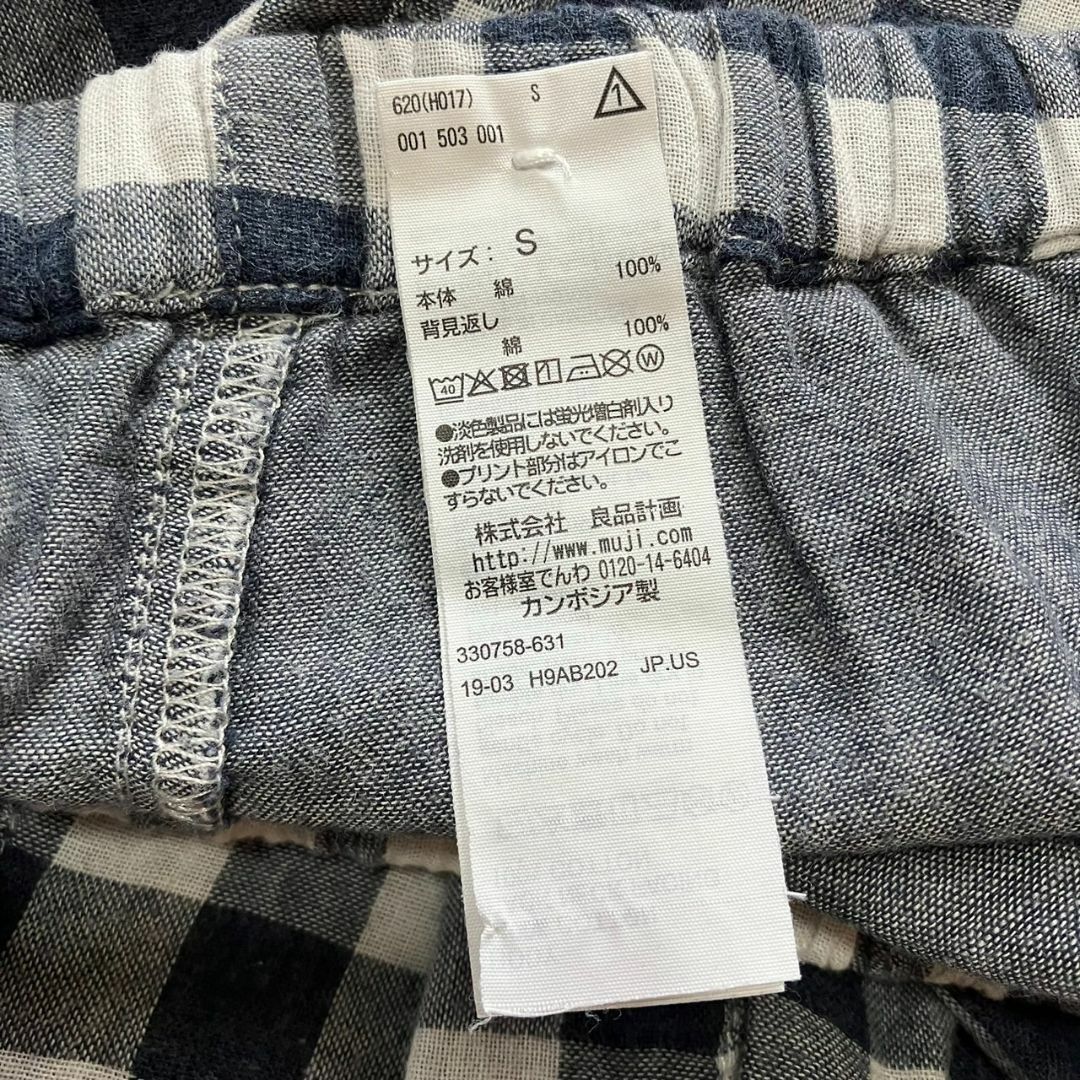 620(H017) S 1
001 503 001
サイズ： S
本体 綿 100%
背見返し
綿 100%
40 1 W
●淡色製品には蛍光増白剤入り
洗剤を使用しないでください。
●プリント部分はアイロンでこ
すらないでください。
株式会社 良品計画
http://www.muji.com
お客様室でんわ 0120-14-6404
カンボジア製
330758-631
19-03 H9AB202 JP.US